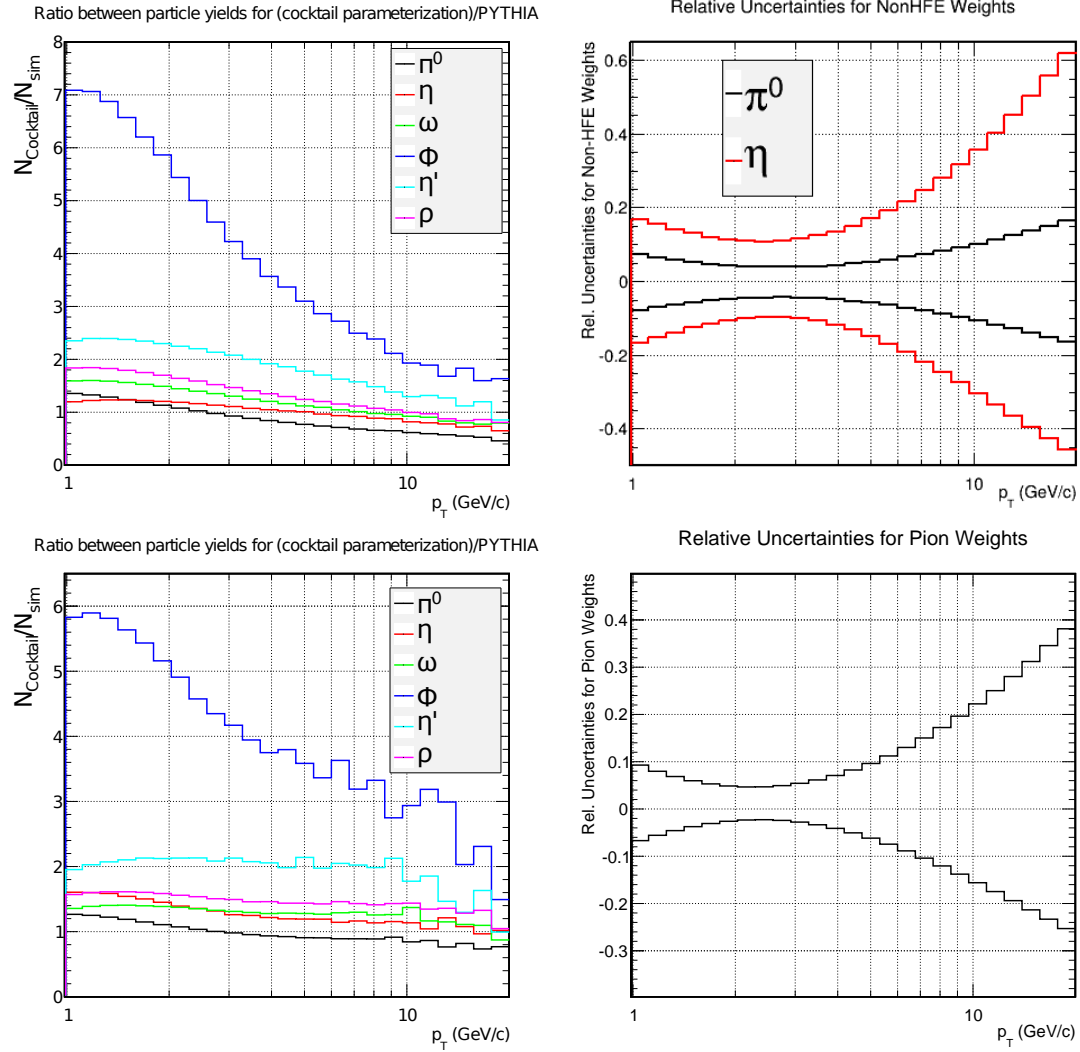 Ratio between particle yields for (cocktail parameterization)/PYTHIA
N_Cocktail/N_sim
8
7
6
5
4
3
2
1
0
π⁰
η
ω
Φ
η'
ρ
1
10
p_T (GeV/c)
Relative Uncertainties for NonHFE Weights
Rel. Uncertainties for Non-HFE Weights
0.6
0.4
0.2
0
-0.2
-0.4
π⁰
η
1
10
p_T (GeV/c)
Ratio between particle yields for (cocktail parameterization)/PYTHIA
N_Cocktail/N_sim
6
5
4
3
2
1
0
π⁰
η
ω
Φ
η'
ρ
1
10
p_T (GeV/c)
Relative Uncertainties for Pion Weights
Rel. Uncertainties for Pion Weights
0.4
0.3
0.2
0.1
0
-0.1
-0.2
-0.3
1
10
p_T (GeV/c)